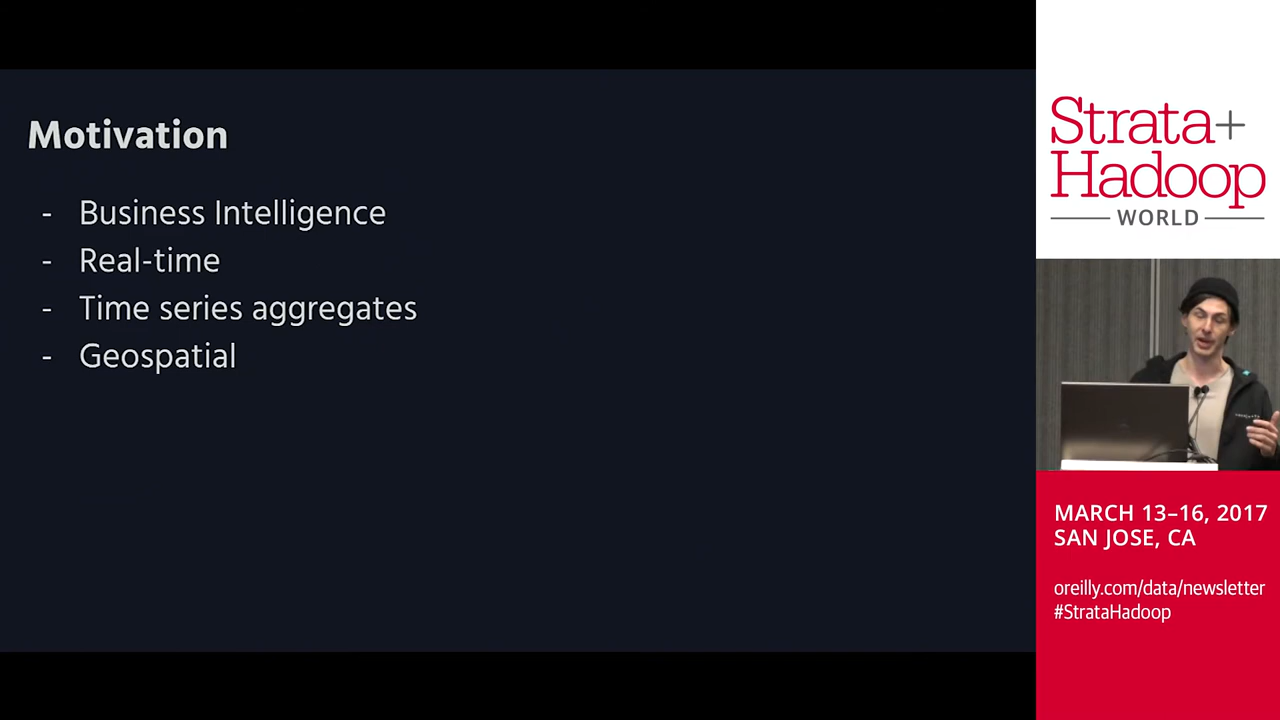 Motivation
- Business Intelligence
- Real-time
- Time series aggregates
- Geospatial
Strata+
Hadoop
WORLD
MARCH 13–16, 2017
SAN JOSE, CA
oreilly.com/data/newsletter
#StrataHadoop